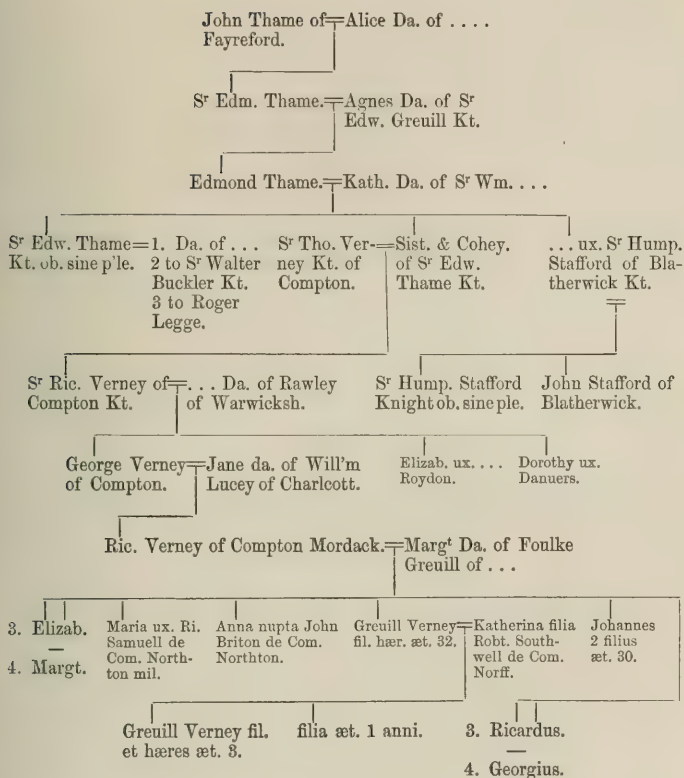 John Thame of Alice Da. of . . . .
Fayreford.
Sʳ Edm. Thame. Agnes Da. of Sʳ
Edw. Greuill Kt.
Edmond Thame. Kath. Da. of Sʳ Wm. . . .
Sʳ Edw. Thame=1. Da. of . . .
Kt. ob. sine p'le. 2 to Sʳ Walter
Buckler Kt.
3 to Roger
Legge.
Sʳ Tho. Ver-=Sist. & Cohey.
ney Kt. of of Sʳ Edw.
Compton. Thame Kt.
. . . ux. Sʳ Hump.
Stafford of Bla-
therwick Kt.
Sʳ Ric. Verney of . . . Da. of Rawley
Compton Kt. of Warwicksh.
Sʳ Hump. Stafford
Knight ob. sine ple.
John Stafford of
Blatherwick.
George Verney Jane da. of Will'm
of Compton. Lucey of Charlcott.
Elizab. ux. . . .
Roydon.
Dorothy ux.
Danuers.
Ric. Verney of Compton Mordack. Margᵗ Da. of Foulke
Greuill of . . .
3. Elizab.
—
4. Margt.
Maria ux. Ri.
Samuell de
Com. North-
ton mil.
Anna nupta John
Briton de Com.
Northton.
Greuill Verney
fil. hær. æt. 32.
Katherina filia
Robt. South-
well de Com.
Norff.
Johannes
2 filius
æt. 30.
Greuill Verney fil.
et hæres æt. 3.
filia æt. 1 anni.
3. Ricardus.
—
4. Georgius.